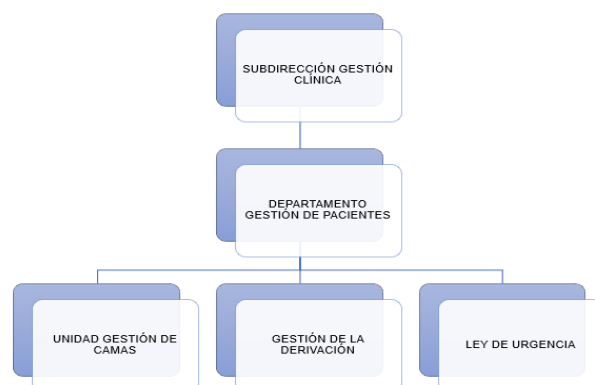 SUBDIRECCIÓN GESTIÓN
CLÍNICA
DEPARTAMENTO
GESTIÓN DE PACIENTES
UNIDAD GESTIÓN DE
CAMAS
GESTIÓN DE LA
DERIVACIÓN
LEY DE URGENCIA